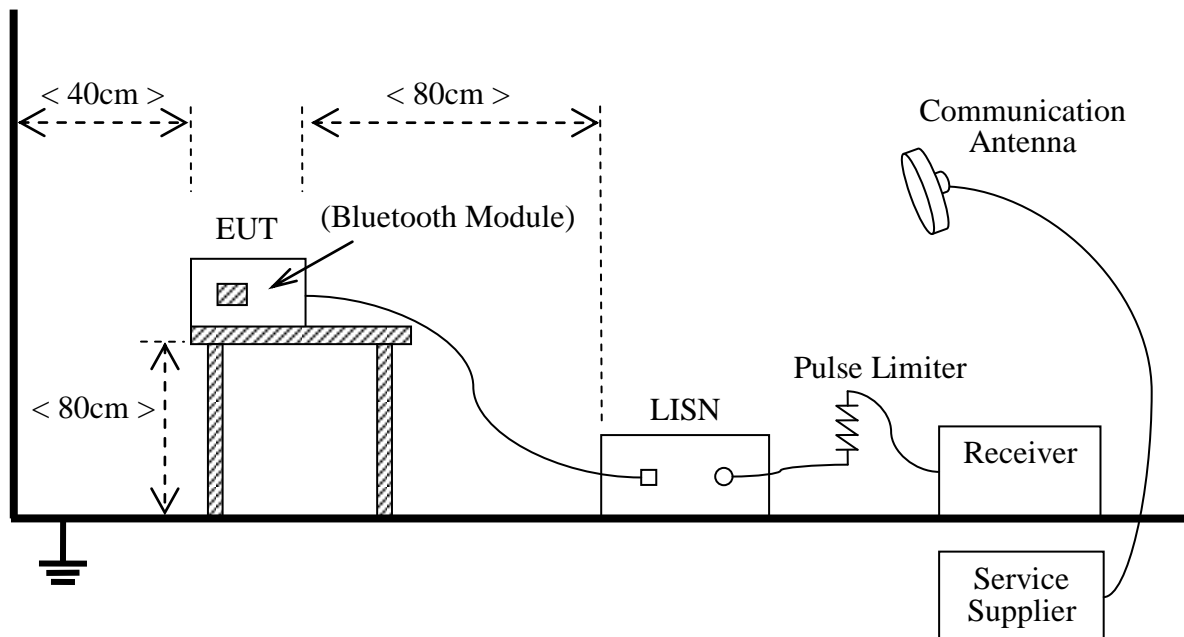 < 40cm >
< 80cm >
Communication
Antenna
(Bluetooth Module)
EUT
Pulse Limiter
< 80cm >
LISN
Receiver
Service
Supplier